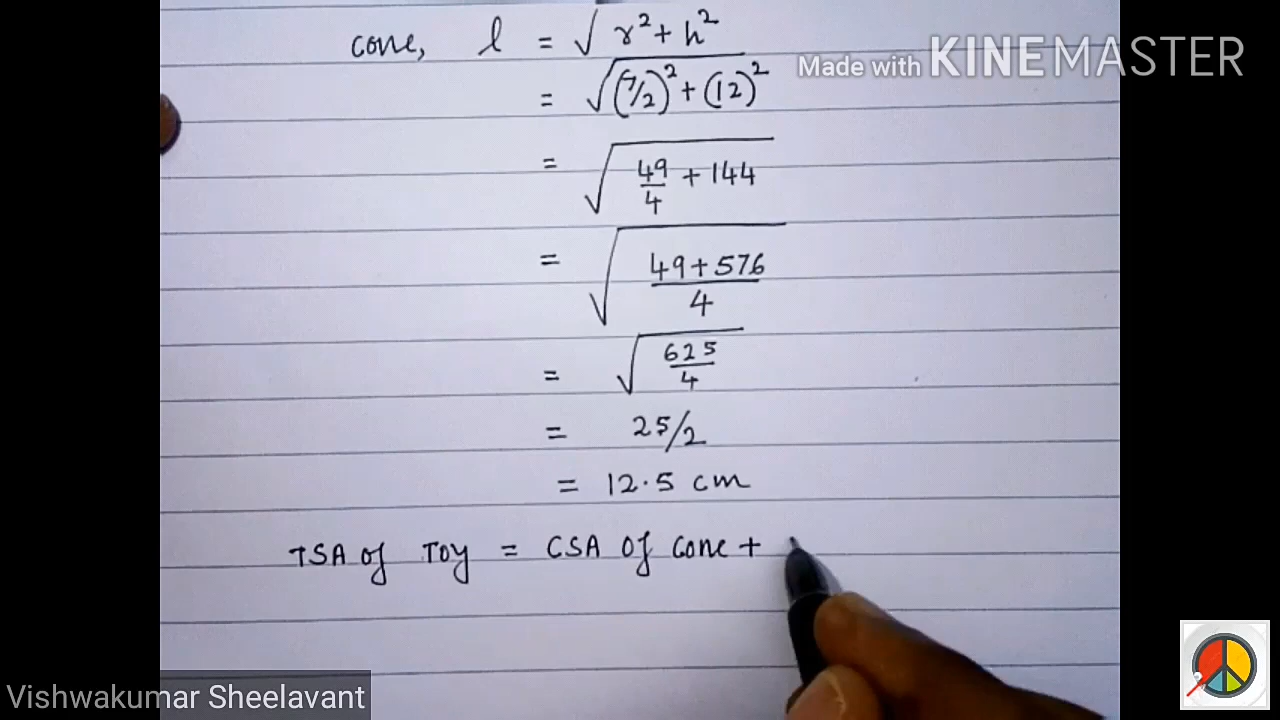 cone, l = √ r² + h²
Made with KINEMASTER
= √(7/2)² + (12)²
= √ 49/4 + 144
= √ 49 + 576 / 4
= √ 625/4
= 25/2
= 12.5 cm
TSA of Toy = CSA of cone +
Vishwakumar Sheelavant